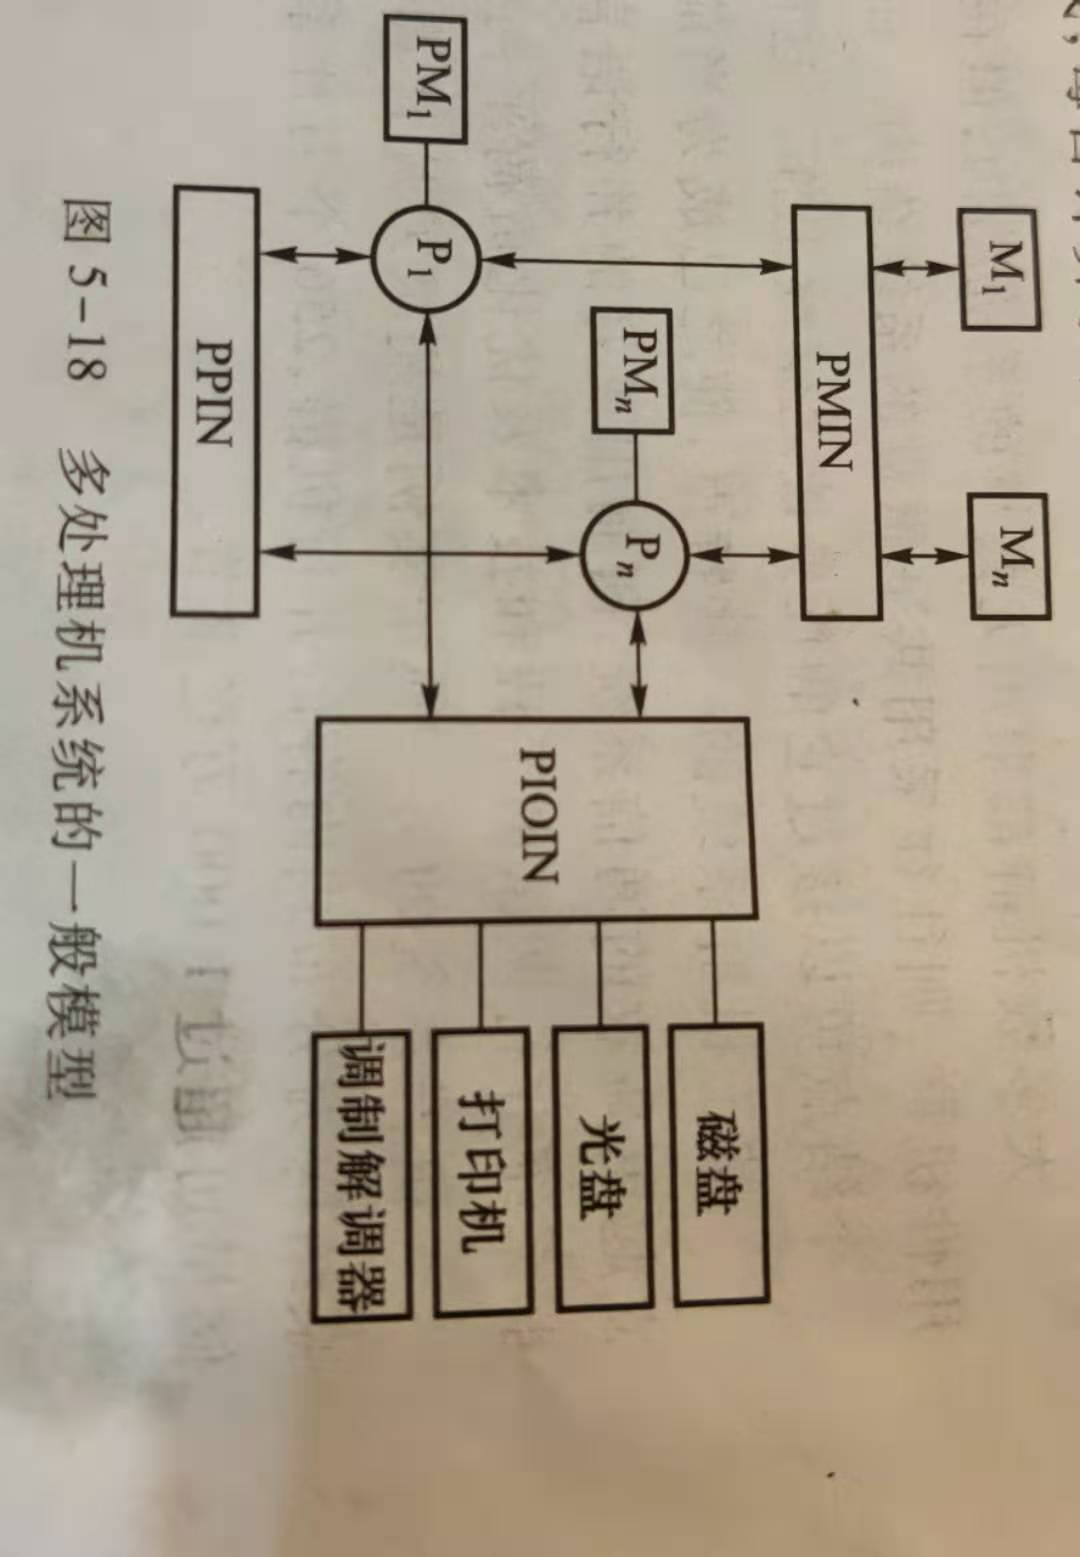 M₁
Mₙ
PMIN
PM₁
P₁
PMₙ
Pₙ
PIOIN
磁盘
光盘
打印机
调制解调器
PPIN
图 5-18 多处理机系统的一般模型